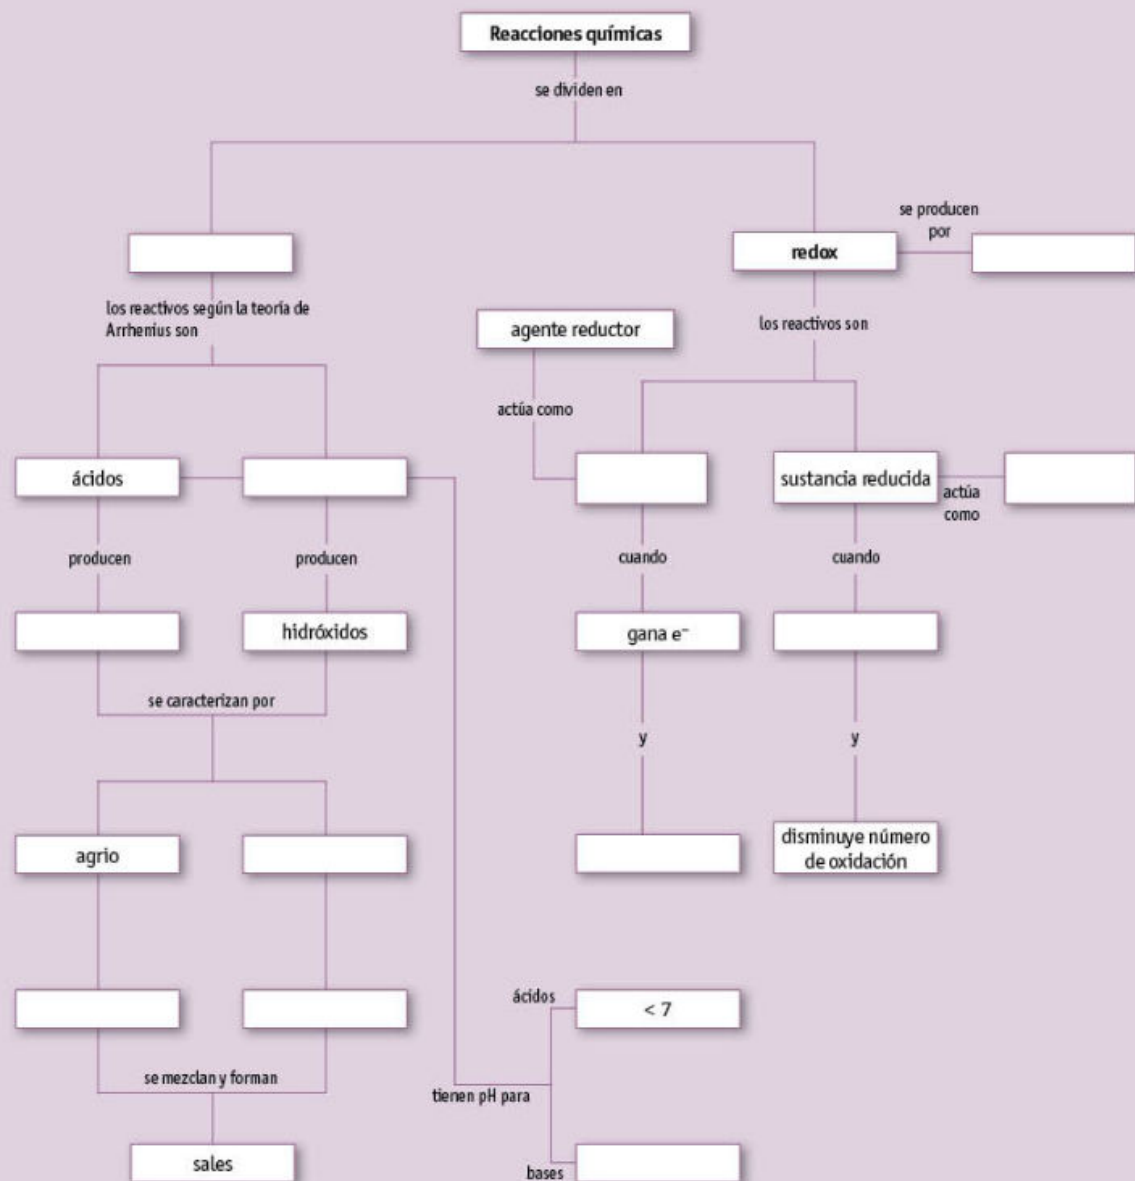 Reacciones químicas
se dividen en
se producen
por
redox
los reactivos según la teoría de
Arrhenius son
agente reductor
los reactivos son
actúa como
ácidos
sustancia reducida
actúa
como
producen
producen
cuando
cuando
hidróxidos
gana e⁻
se caracterizan por
y
y
agrio
disminuye número
de oxidación
ácidos
< 7
se mezclan y forman
tienen pH para
sales
bases